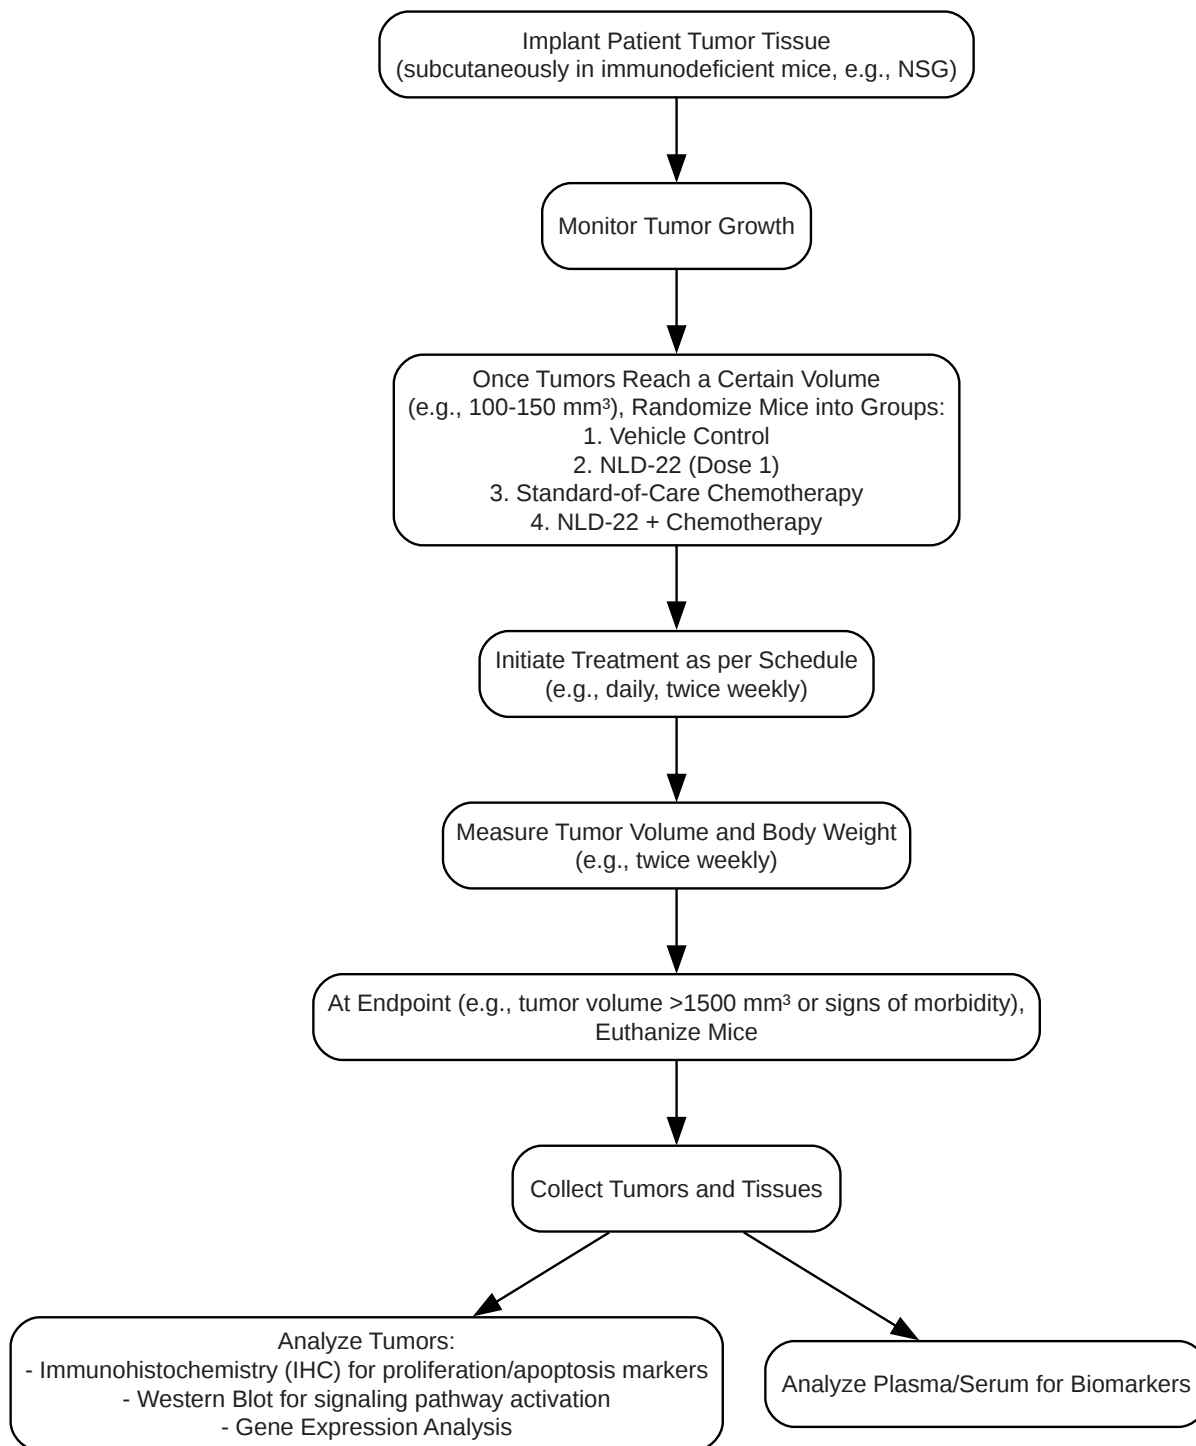 Implant Patient Tumor Tissue
(subcutaneously in immunodeficient mice, e.g., NSG)
Monitor Tumor Growth
Once Tumors Reach a Certain Volume
(e.g., 100-150 mm³), Randomize Mice into Groups:
1. Vehicle Control
2. NLD-22 (Dose 1)
3. Standard-of-Care Chemotherapy
4. NLD-22 + Chemotherapy
Initiate Treatment as per Schedule
(e.g., daily, twice weekly)
Measure Tumor Volume and Body Weight
(e.g., twice weekly)
At Endpoint (e.g., tumor volume >1500 mm³ or signs of morbidity),
Euthanize Mice
Collect Tumors and Tissues
Analyze Tumors:
- Immunohistochemistry (IHC) for proliferation/apoptosis markers
- Western Blot for signaling pathway activation
- Gene Expression Analysis
Analyze Plasma/Serum for Biomarkers